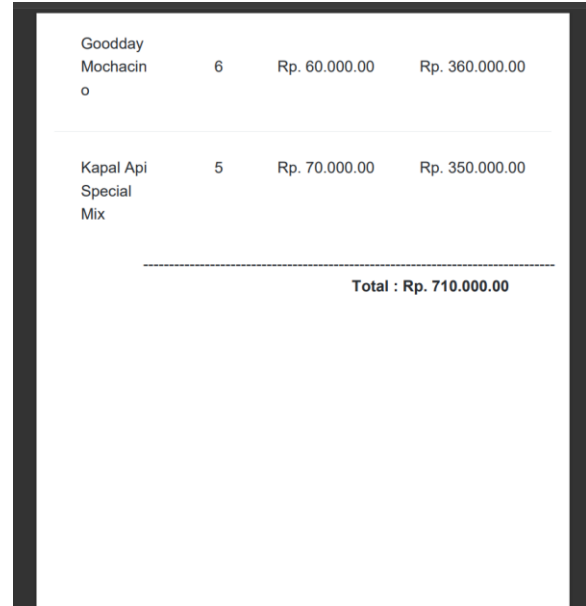 Goodday
Mochacin 6 Rp. 60.000.00 Rp. 360.000.00
o
Kapal Api 5 Rp. 70.000.00 Rp. 350.000.00
Special
Mix
--------------------------------------------------------------------------------
Total : Rp. 710.000.00